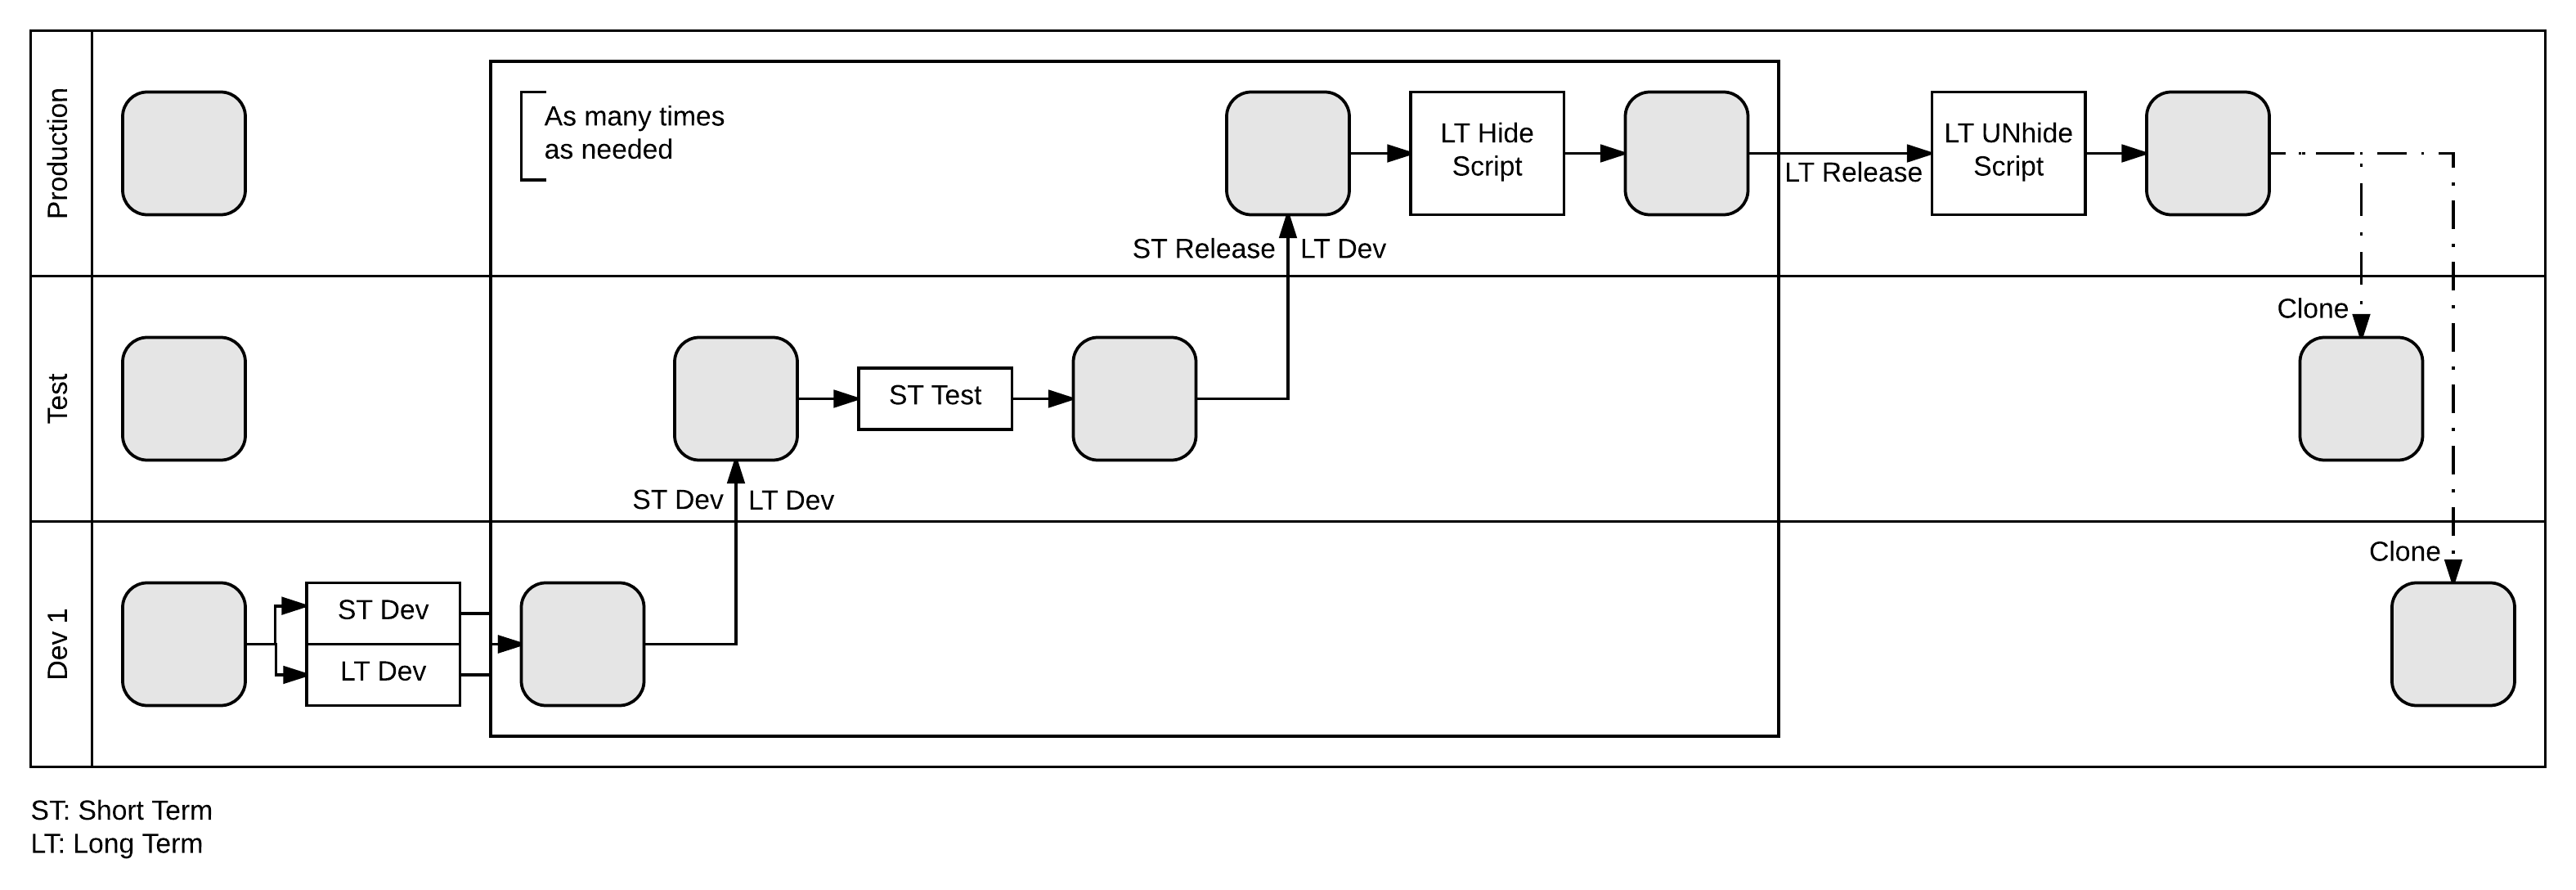 Production
As many times
as needed
LT Hide
Script
LT Release
LT UNhide
Script
ST Release
LT Dev
Test
ST Test
Clone
ST Dev
LT Dev
Dev 1
ST Dev
LT Dev
Clone
ST: Short Term
LT: Long Term